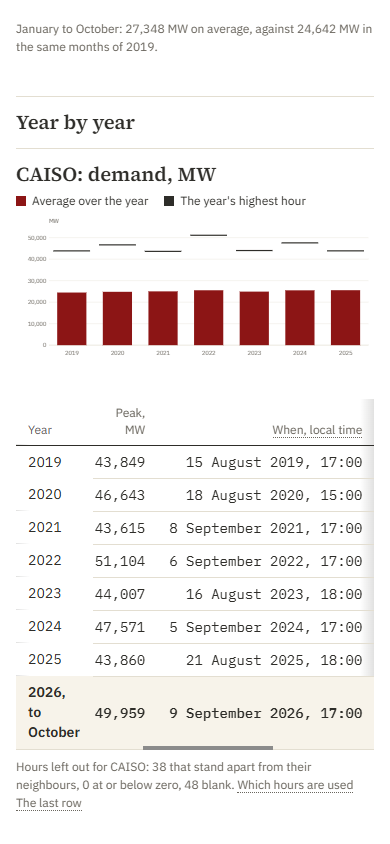 January to October: 27,348 MW on average, against 24,642 MW in
the same months of 2019.
Year by year
CAISO: demand, MW
Average over the year The year's highest hour
MW
50,000
40,000
30,000
20,000
10,000
0
2019 2020 2021 2022 2023 2024 2025
Peak,
Year MW When, local time
2019 43,849 15 August 2019, 17:00
2020 46,643 18 August 2020, 15:00
2021 43,615 8 September 2021, 17:00
2022 51,104 6 September 2022, 17:00
2023 44,007 16 August 2023, 18:00
2024 47,571 5 September 2024, 17:00
2025 43,860 21 August 2025, 18:00
2026,
to 49,959 9 September 2026, 17:00
October
Hours left out for CAISO: 38 that stand apart from their
neighbours, 0 at or below zero, 48 blank. Which hours are used
The last row